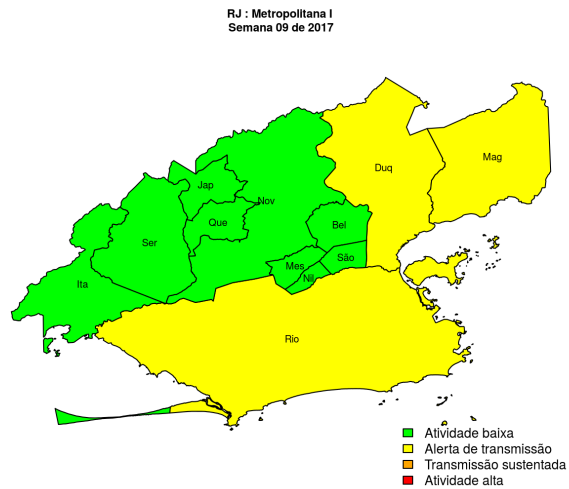 RJ : Metropolitana I
Semana 09 de 2017
Duq
Mag
Jap
Nov
Que
Bel
Ser
São
Mes
Nil
Ita
Rio
Atividade baixa
Alerta de transmissão
Transmissão sustentada
Atividade alta